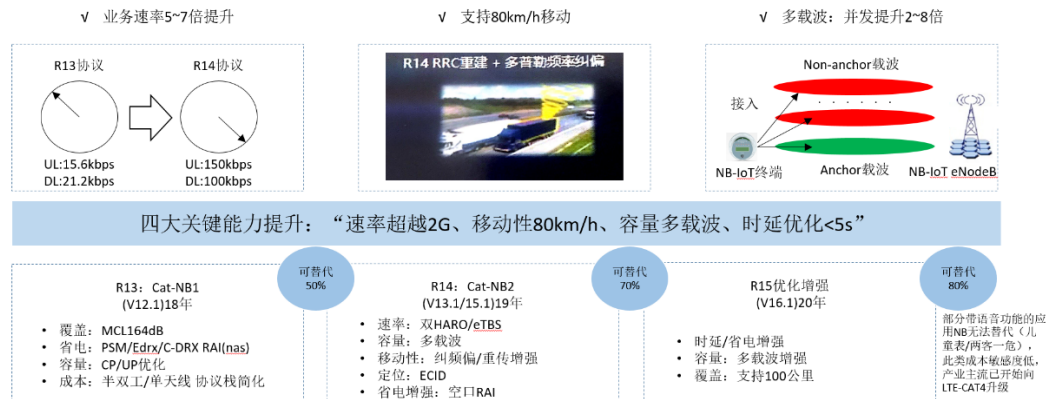 √ 业务速率5~7倍提升
√ 支持80km/h移动
√ 多载波：并发提升2~8倍
R13协议
R14协议
UL:15.6kbps
DL:21.2kbps
UL:150kbps
DL:100kbps
R14 RRC重建 + 多普勒频率纠偏
Non-anchor载波
接入
. . . . . .
NB-IoT终端
Anchor载波
NB-IoT eNodeB
四大关键能力提升：“速率超越2G、移动性80km/h、容量多载波、时延优化<5s”
R13：Cat-NB1
(V12.1)18年
• 覆盖：MCL164dB
• 省电：PSM/Edrx/C-DRX RAI(nas)
• 容量：CP/UP优化
• 成本：半双工/单天线 协议栈简化
可替代
50%
R14：Cat-NB2
(V13.1/15.1)19年
• 速率：双HARO/eTBS
• 容量：多载波
• 移动性：纠频偏/重传增强
• 定位：ECID
• 省电增强：空口RAI
可替代
70%
R15优化增强
(V16.1)20年
• 时延/省电增强
• 容量：多载波增强
• 覆盖：支持100公里
可替代
80%
部分带语音功能的应
用NB无法替代（儿
童表/两客一危），
此类成本敏感度低，
产业主流已开始向
LTE-CAT4升级